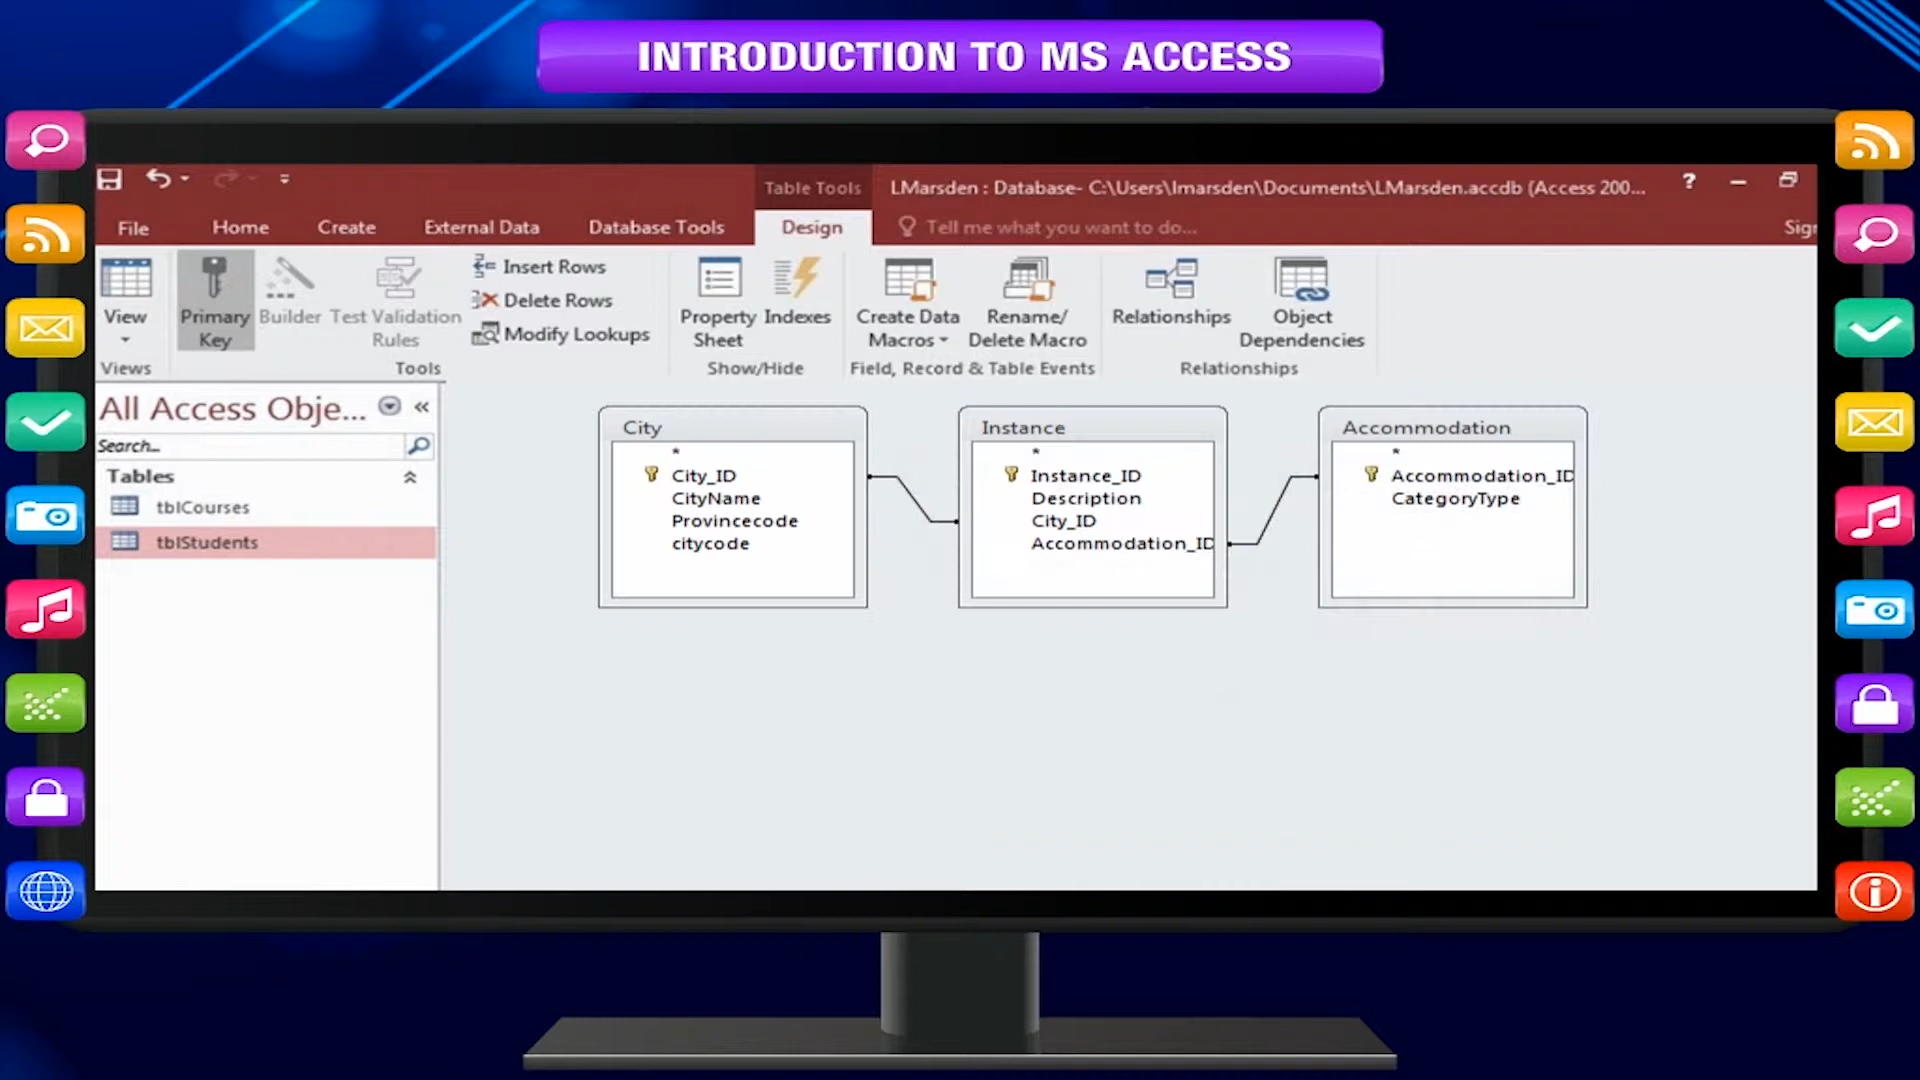 INTRODUCTION TO MS ACCESS
Table Tools
LMarsden : Database- C:\Users\lmarsden\Documents\LMarsden.accdb (Access 200...
?
File
Home
Create
External Data
Database Tools
Design
Tell me what you want to do...
Sign
View
Primary Key
Builder
Test Validation Rules
Insert Rows
Delete Rows
Modify Lookups
Property Sheet
Indexes
Create Data Macros
Rename/ Delete Macro
Relationships
Object Dependencies
Views
Tools
Show/Hide
Field, Record & Table Events
Relationships
All Access Obje...
Search...
Tables
tblCourses
tblStudents
City
*
City_ID
CityName
Provincecode
citycode
Instance
*
Instance_ID
Description
City_ID
Accommodation_ID
Accommodation
*
Accommodation_ID
CategoryType